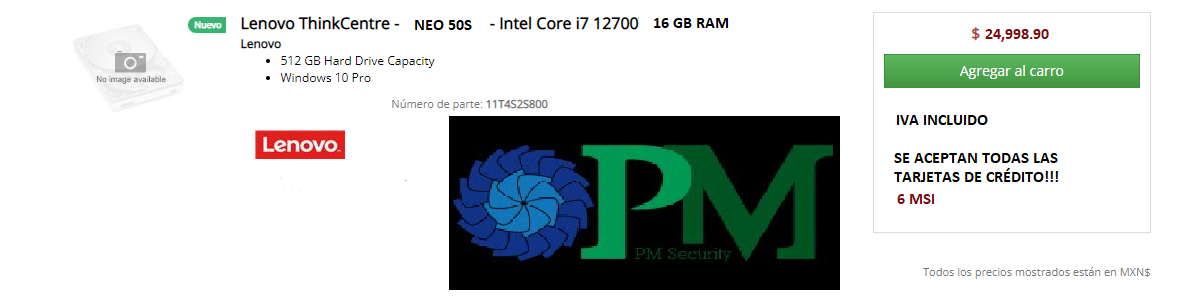 Nuevo
Lenovo ThinkCentre - NEO 50S - Intel Core i7 12700 16 GB RAM
Lenovo
512 GB Hard Drive Capacity
Windows 10 Pro
No image available
Número de parte: 11T4S2S800
Lenovo
PM
PM Security
$ 24,998.90
Agregar al carro
IVA INCLUIDO
SE ACEPTAN TODAS LAS
TARJETAS DE CRÉDITO!!!
6 MSI
Todos los precios mostrados están en MXN$